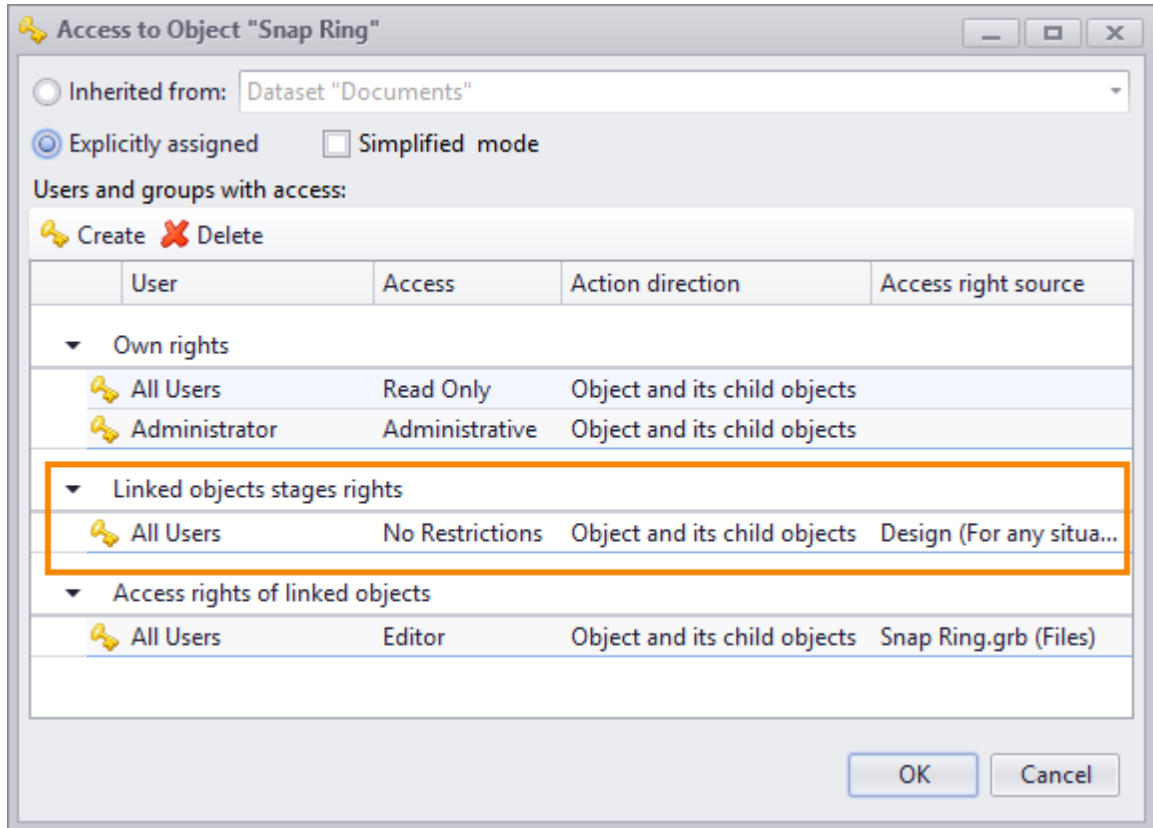 Access to Object "Snap Ring"
Inherited from: Dataset "Documents"
Explicitly assigned Simplified mode
Users and groups with access:
Create Delete
User Access Action direction Access right source
Own rights
All Users Read Only Object and its child objects
Administrator Administrative Object and its child objects
Linked objects stages rights
All Users No Restrictions Object and its child objects Design (For any situa...
Access rights of linked objects
All Users Editor Object and its child objects Snap Ring.grb (Files)
OK Cancel